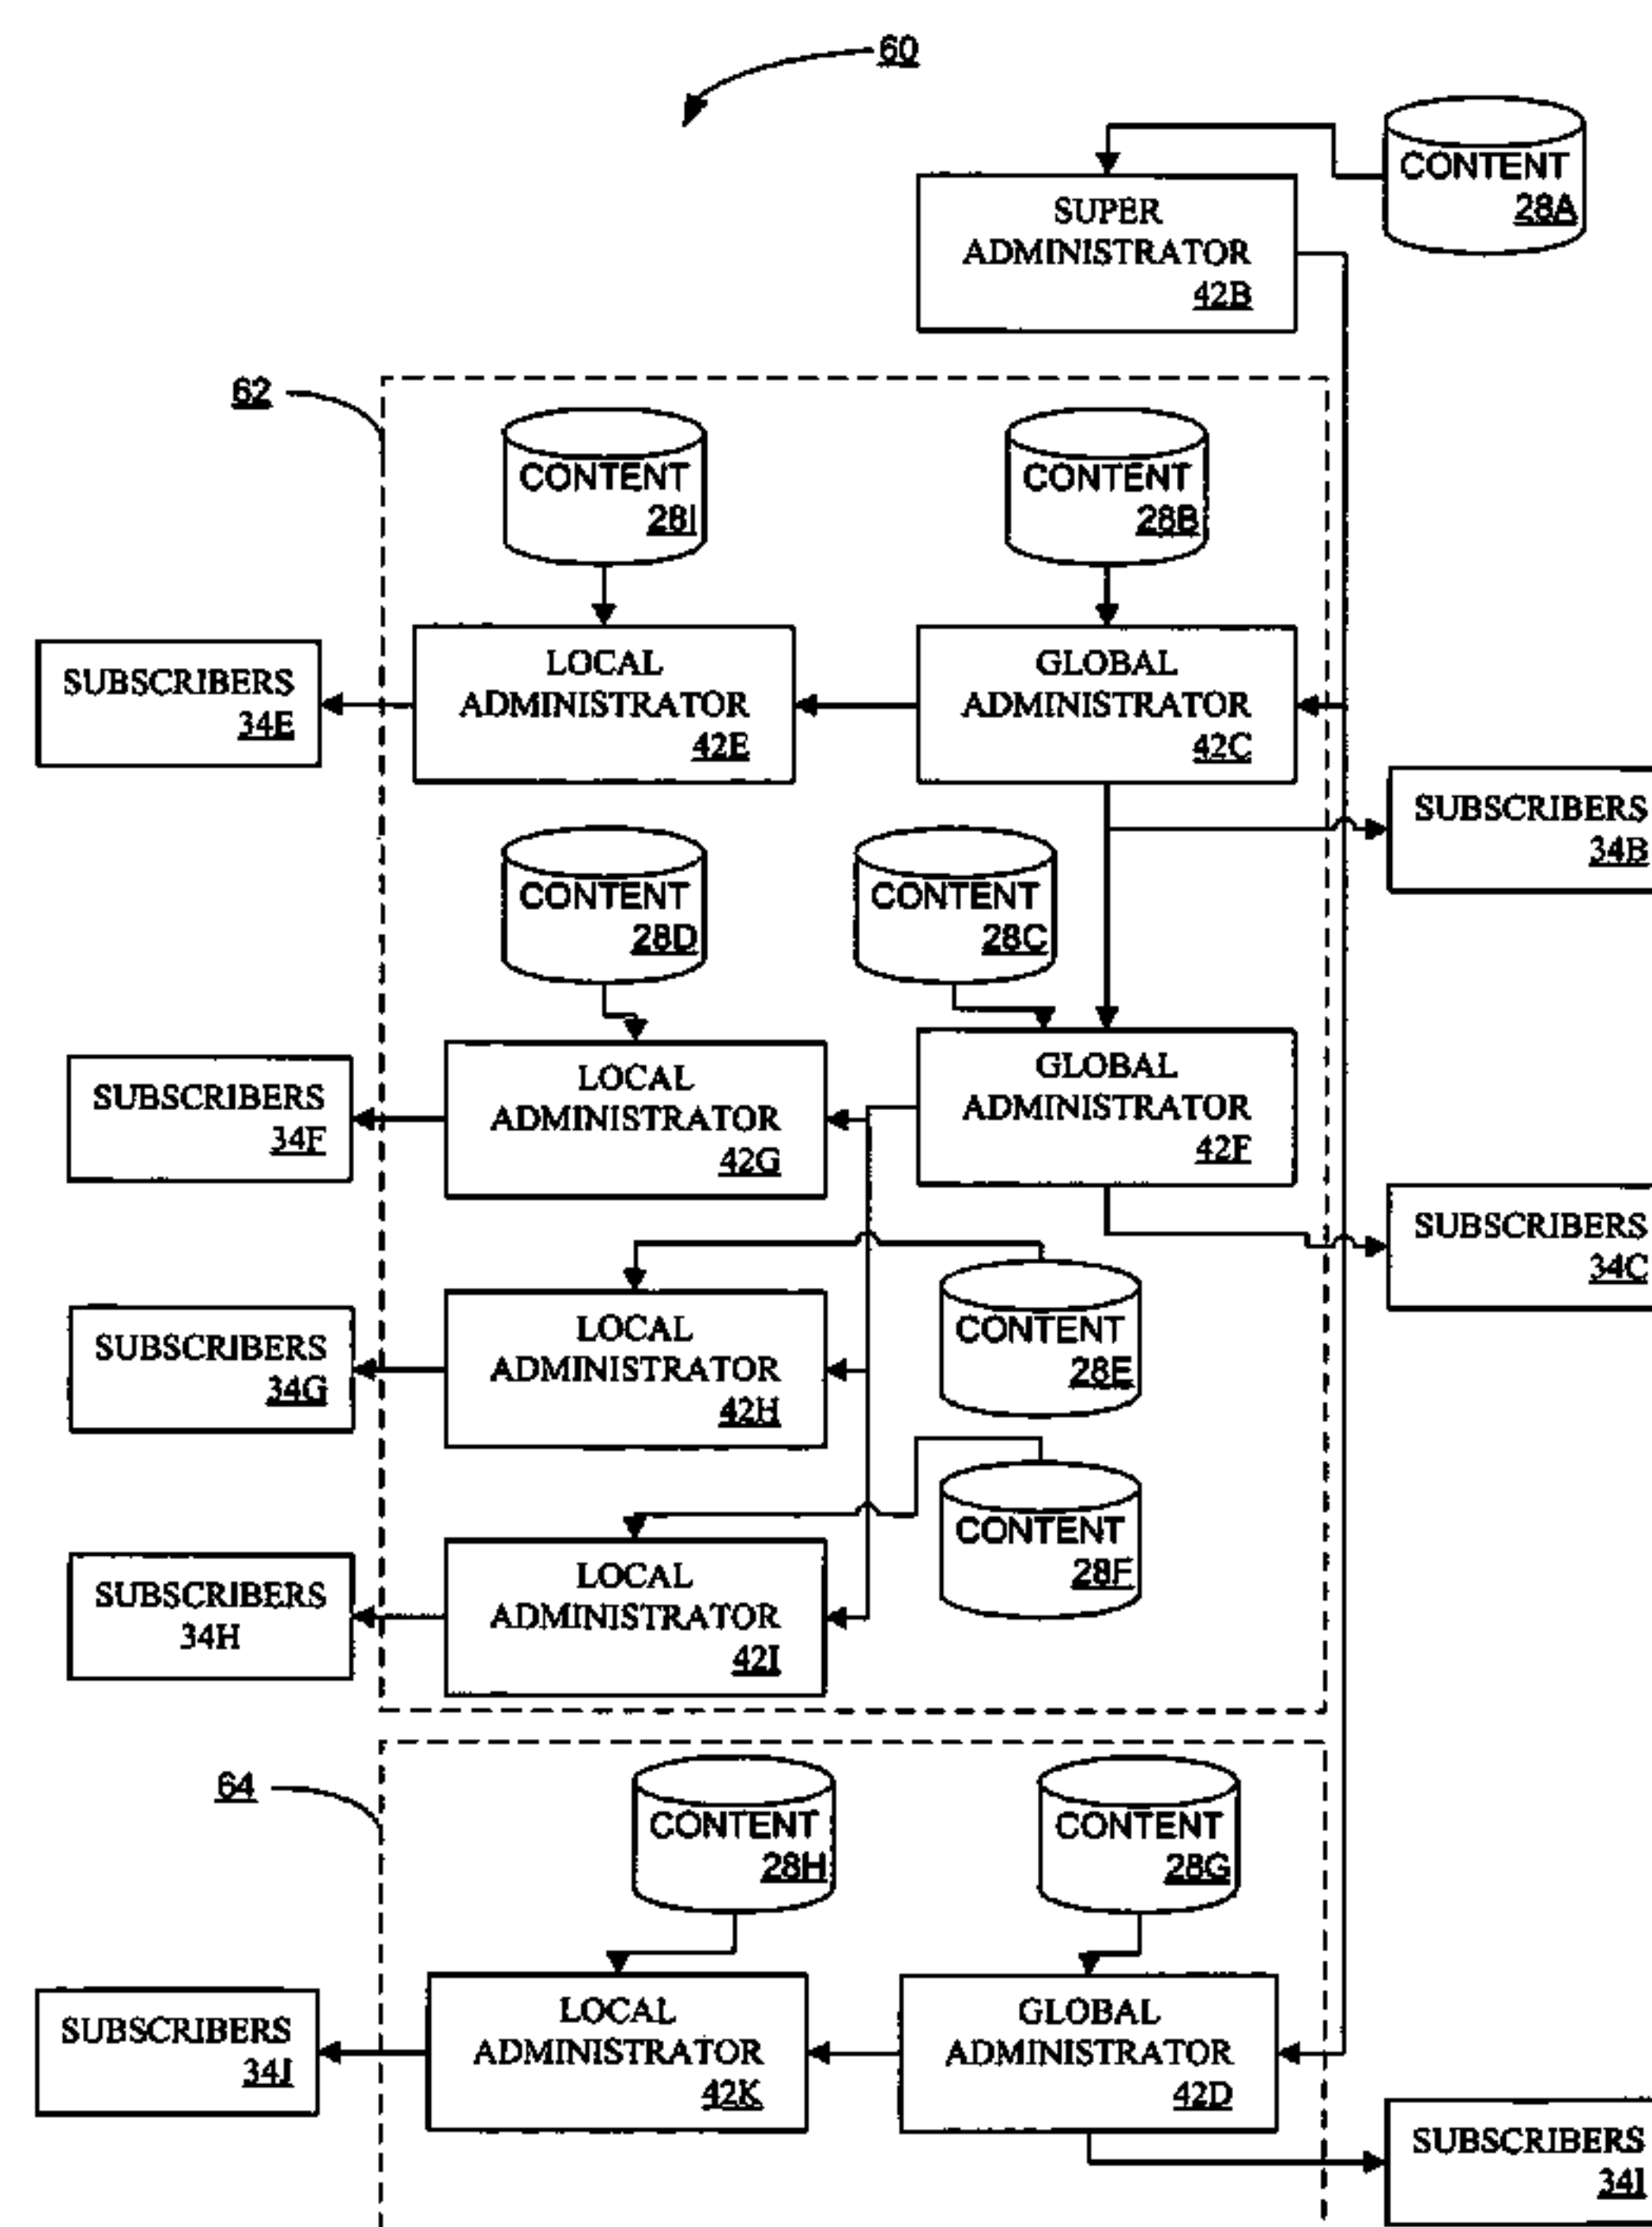 60
CONTENT
28A
SUPER
ADMINISTRATOR
42B
62
CONTENT
28I
CONTENT
28B
SUBSCRIBERS
34E
LOCAL
ADMINISTRATOR
42E
GLOBAL
ADMINISTRATOR
42C
SUBSCRIBERS
34B
CONTENT
28D
CONTENT
28C
SUBSCRIBERS
34F
LOCAL
ADMINISTRATOR
42G
GLOBAL
ADMINISTRATOR
42F
SUBSCRIBERS
34C
SUBSCRIBERS
34G
LOCAL
ADMINISTRATOR
42H
CONTENT
28E
SUBSCRIBERS
34H
LOCAL
ADMINISTRATOR
42I
CONTENT
28F
64
CONTENT
28H
CONTENT
28G
SUBSCRIBERS
34J
LOCAL
ADMINISTRATOR
42K
GLOBAL
ADMINISTRATOR
42D
SUBSCRIBERS
34I